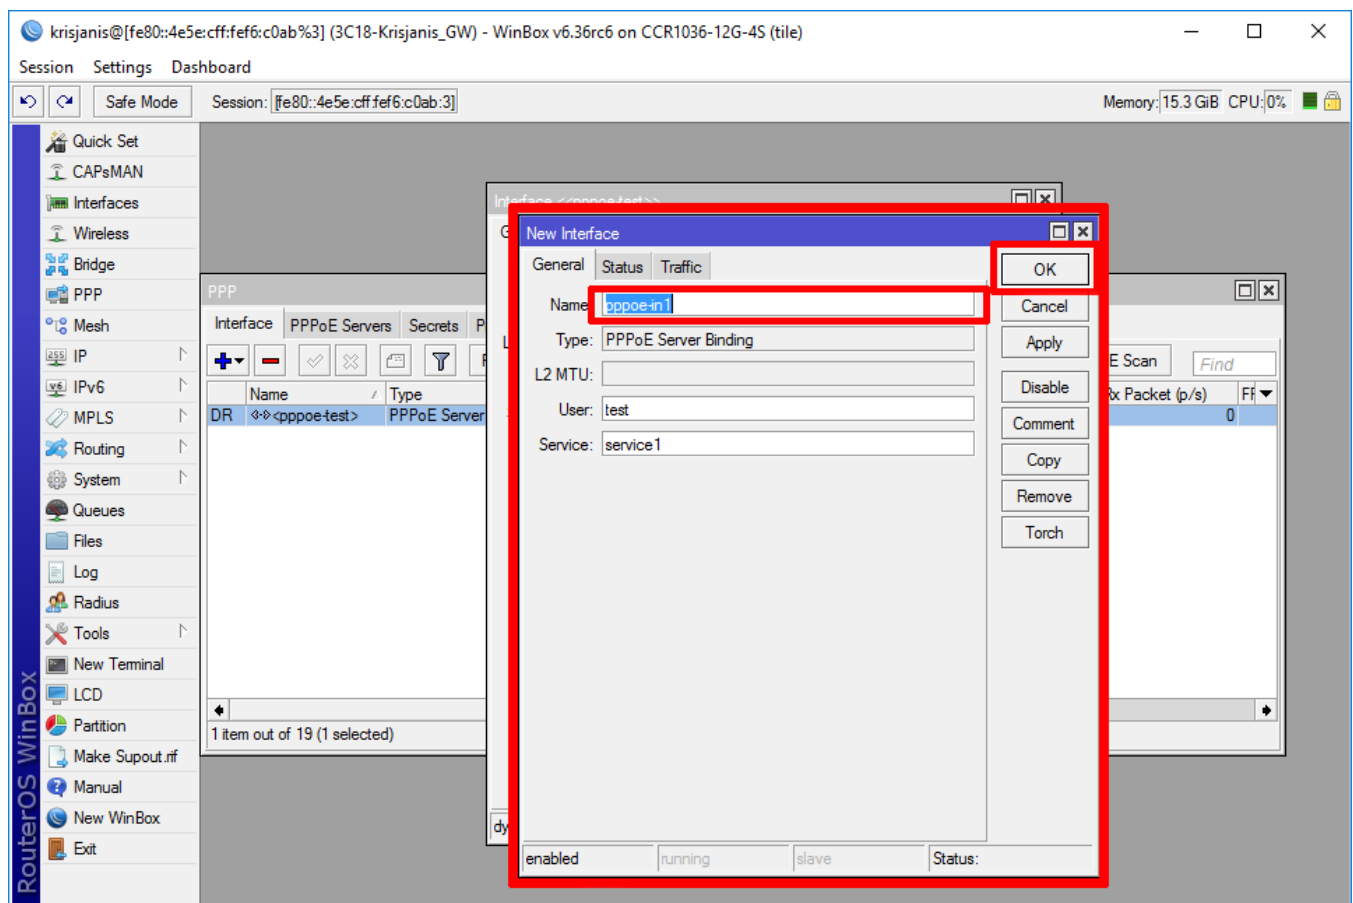 krisjanis@[fe80::4e5e:cff:fef6:c0ab%3] (3C18-Krisjanis_GW) - WinBox v6.36rc6 on CCR1036-12G-4S (tile)
Session Settings Dashboard
Safe Mode Session: [fe80::4e5e:cff:fef6:c0ab:3] Memory: 15.3 GiB CPU: 0%
Quick Set
CAPsMAN
Interfaces
Wireless
Bridge
PPP
Mesh
IP
IPv6
MPLS
Routing
System
Queues
Files
Log
Radius
Tools
New Terminal
LCD
Partition
Make Supout.rif
Manual
New WinBox
Exit
RouterOS WinBox
PPP
Interface PPPoE Servers Secrets
E Scan Find
Name Type Rx Packet (p/s)
DR <pppoe-test> PPPoE Server 0
1 item out of 19 (1 selected)
Interface <<pppoe-test>>
New Interface
General Status Traffic
Name: pppoe-in1
Type: PPPoE Server Binding
L2 MTU:
User: test
Service: service1
OK
Cancel
Apply
Disable
Comment
Copy
Remove
Torch
enabled running slave Status: